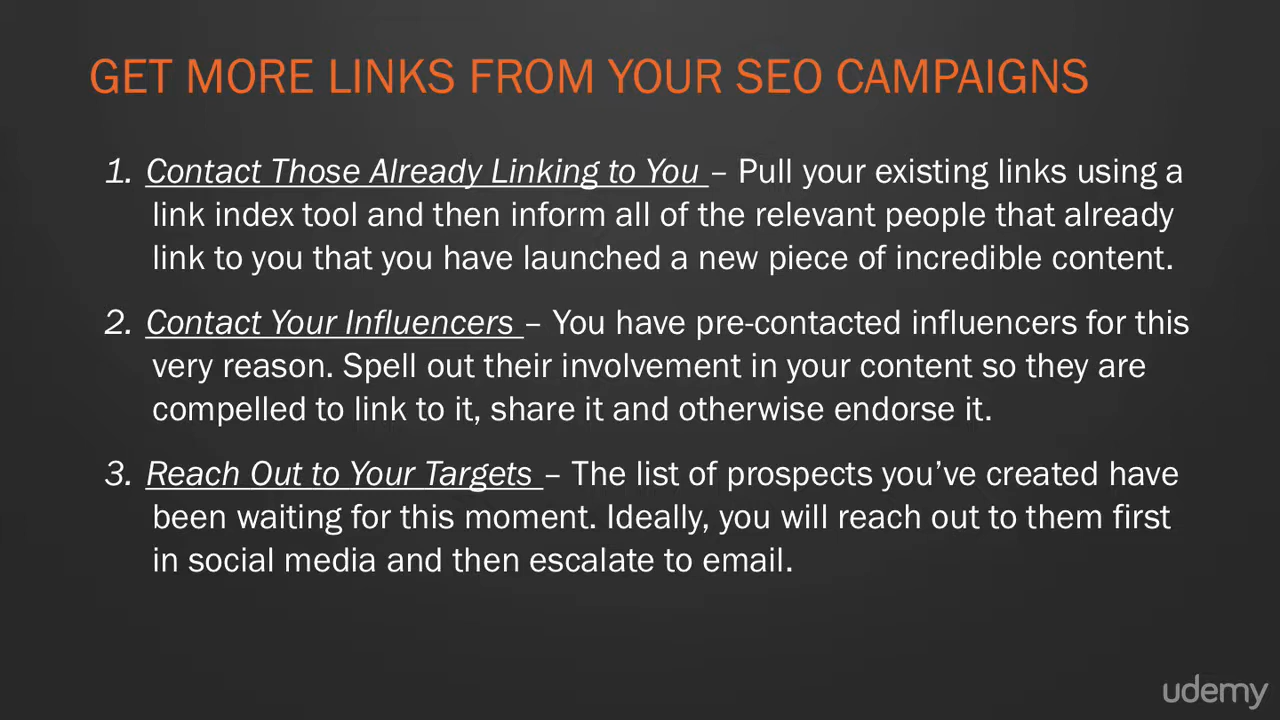 GET MORE LINKS FROM YOUR SEO CAMPAIGNS
1. Contact Those Already Linking to You – Pull your existing links using a
link index tool and then inform all of the relevant people that already
link to you that you have launched a new piece of incredible content.
2. Contact Your Influencers – You have pre-contacted influencers for this
very reason. Spell out their involvement in your content so they are
compelled to link to it, share it and otherwise endorse it.
3. Reach Out to Your Targets – The list of prospects you’ve created have
been waiting for this moment. Ideally, you will reach out to them first
in social media and then escalate to email.
udemy